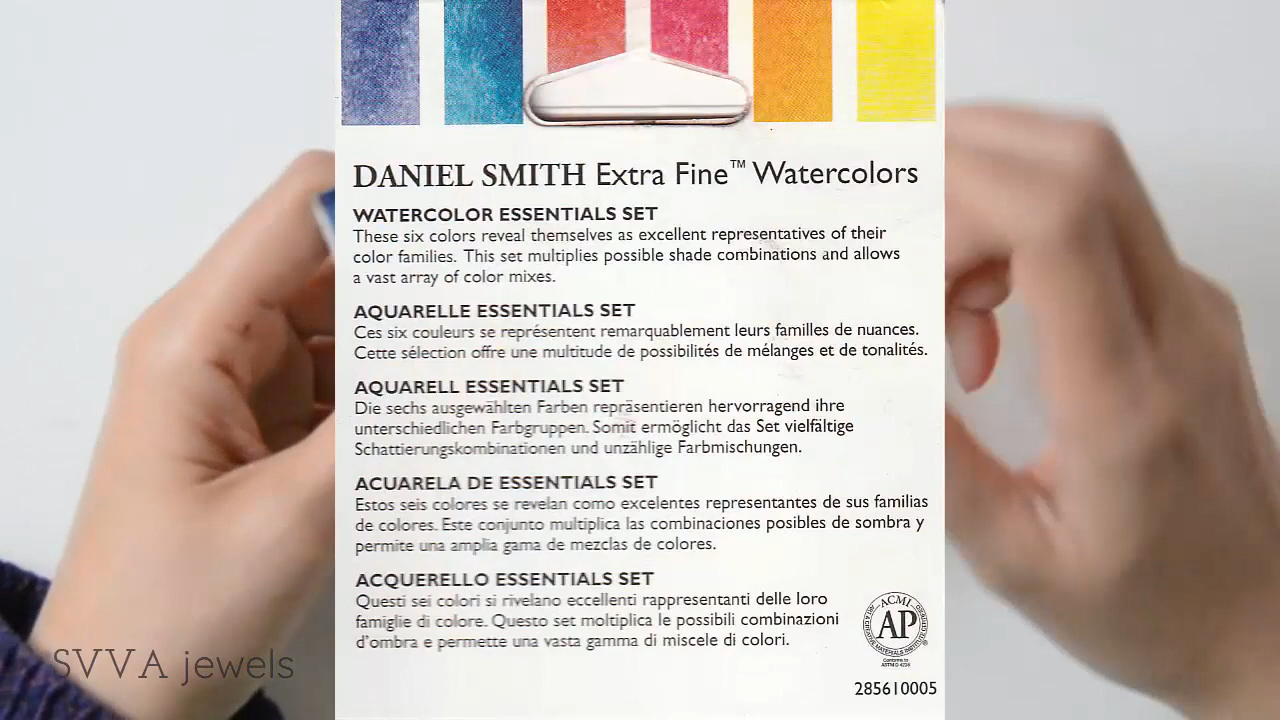 DANIEL SMITH Extra Fine™ Watercolors
WATERCOLOR ESSENTIALS SET
These six colors reveal themselves as excellent representatives of their
color families. This set multiplies possible shade combinations and allows
a vast array of color mixes.
AQUARELLE ESSENTIALS SET
Ces six couleurs se représentent remarquablement leurs familles de nuances.
Cette sélection offre une multitude de possibilités de mélanges et de tonalités.
AQUARELL ESSENTIALS SET
Die sechs ausgewählten Farben repräsentieren hervorragend ihre
unterschiedlichen Farbgruppen. Somit ermöglicht das Set vielfältige
Schattierungskombinationen und unzählige Farbmischungen.
ACUARELA DE ESSENTIALS SET
Estos seis colores se revelan como excelentes representantes de sus familias
de colores. Este conjunto multiplica las combinaciones posibles de sombra y
permite una amplia gama de mezclas de colores.
ACQUERELLO ESSENTIALS SET
Questi sei colori si rivelano eccellenti rappresentanti delle loro
famiglie di colore. Questo set moltiplica le possibili combinazioni
d'ombra e permette una vasta gamma di miscele di colori.
ACMI
AP
Conforms to
ASTM D 4236
285610005
SVVA jewels